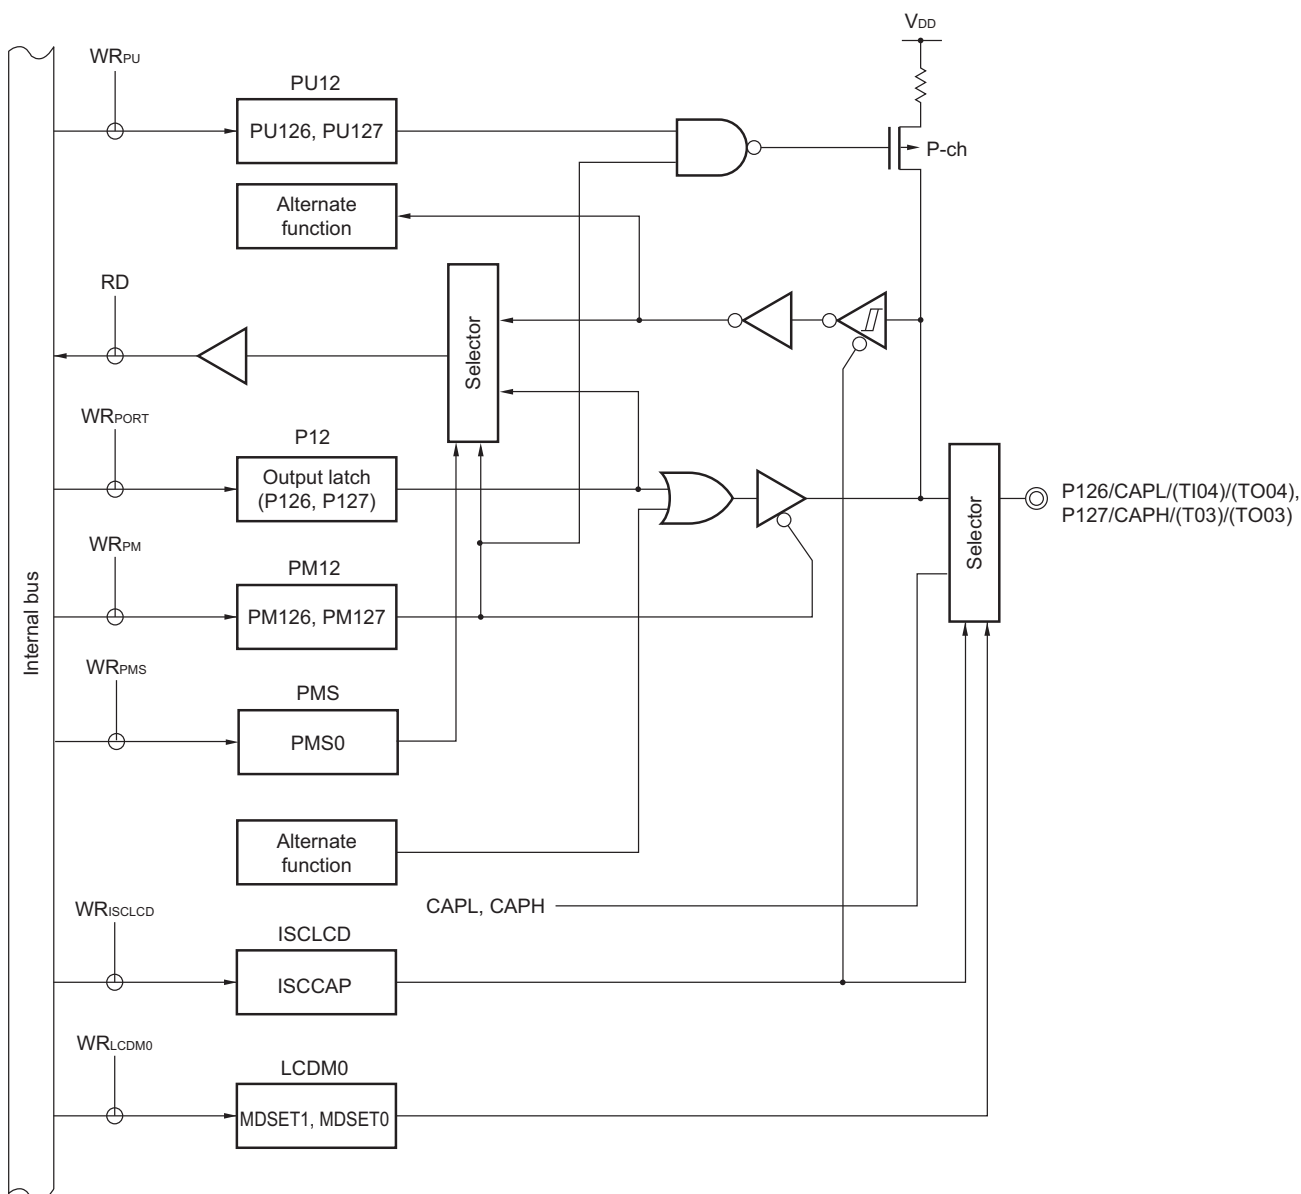 VDD
WRPU
PU12
PU126, PU127
P-ch
Alternate
function
RD
Selector
WRPORT
P12
Output latch
(P126, P127)
P126/CAPL/(TI04)/(TO04),
P127/CAPH/(T03)/(TO03)
Selector
WRPM
PM12
PM126, PM127
Internal bus
WRPMS
PMS
PMS0
Alternate
function
CAPL, CAPH
WRISCLCD
ISCLCD
ISCCAP
WRLCDM0
LCDM0
MDSET1, MDSET0